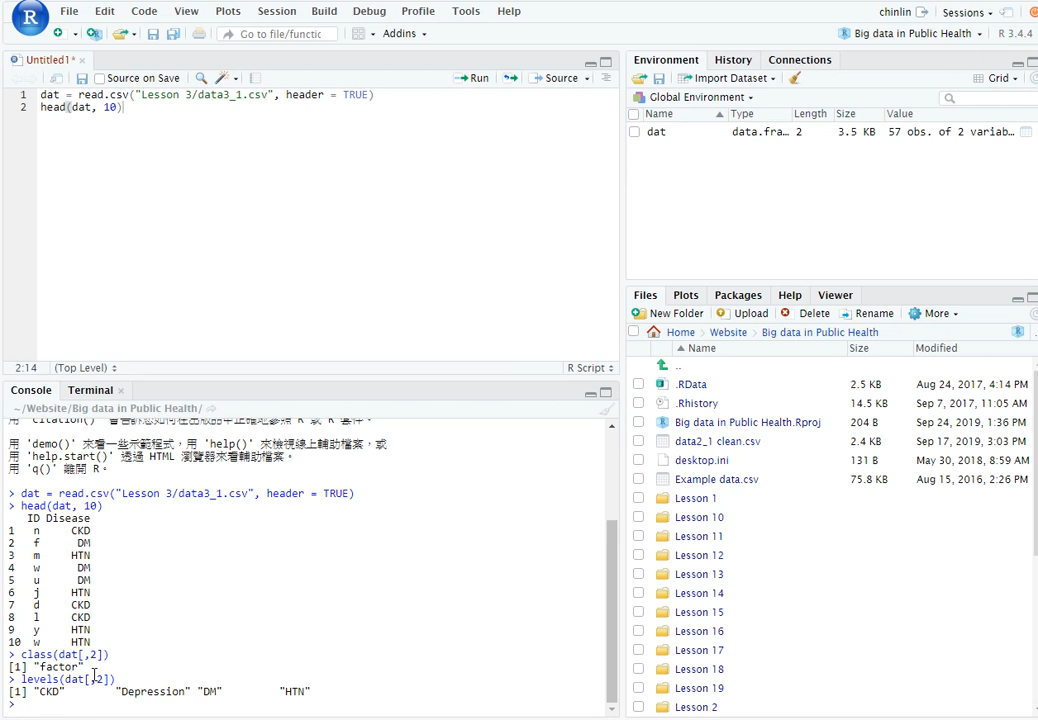 File Edit Code View Plots Session Build Debug Profile Tools Help
chinlin Sessions
Go to file/functic Addins
Big data in Public Health R 3.4.4
Untitled1*
Source on Save Run Source
1 dat = read.csv("Lesson 3/data3_1.csv", header = TRUE)
2 head(dat, 10)
2:14 (Top Level) R Script
Console Terminal
~/Website/Big data in Public Health/
用 'demo()' 來看一些示範程式，用 'help()' 來檢視線上輔助檔案，或
用 'help.start()' 透過 HTML 瀏覽器來看輔助檔案。
用 'q()' 離開 R。
> dat = read.csv("Lesson 3/data3_1.csv", header = TRUE)
> head(dat, 10)
ID Disease
1 n CKD
2 f DM
3 m HTN
4 w DM
5 u DM
6 j HTN
7 d CKD
8 l CKD
9 y HTN
10 w HTN
> class(dat[,2])
[1] "factor"
> levels(dat[,2])
[1] "CKD" "Depression" "DM" "HTN"
>
Environment History Connections
Import Dataset Grid
Global Environment
Name Type Length Size Value
dat data.fra… 2 3.5 KB 57 obs. of 2 variab…
Files Plots Packages Help Viewer
New Folder Upload Delete Rename More
Home Website Big data in Public Health
Name Size Modified
..
.RData 2.5 KB Aug 24, 2017, 4:14 PM
.Rhistory 14.5 KB Sep 7, 2017, 11:05 AM
Big data in Public Health.Rproj 204 B Sep 24, 2019, 1:36 PM
data2_1 clean.csv 2.4 KB Sep 17, 2019, 3:03 PM
desktop.ini 131 B May 30, 2018, 8:59 AM
Example data.csv 75.8 KB Aug 15, 2016, 2:26 PM
Lesson 1
Lesson 10
Lesson 11
Lesson 12
Lesson 13
Lesson 14
Lesson 15
Lesson 16
Lesson 17
Lesson 18
Lesson 19
Lesson 2